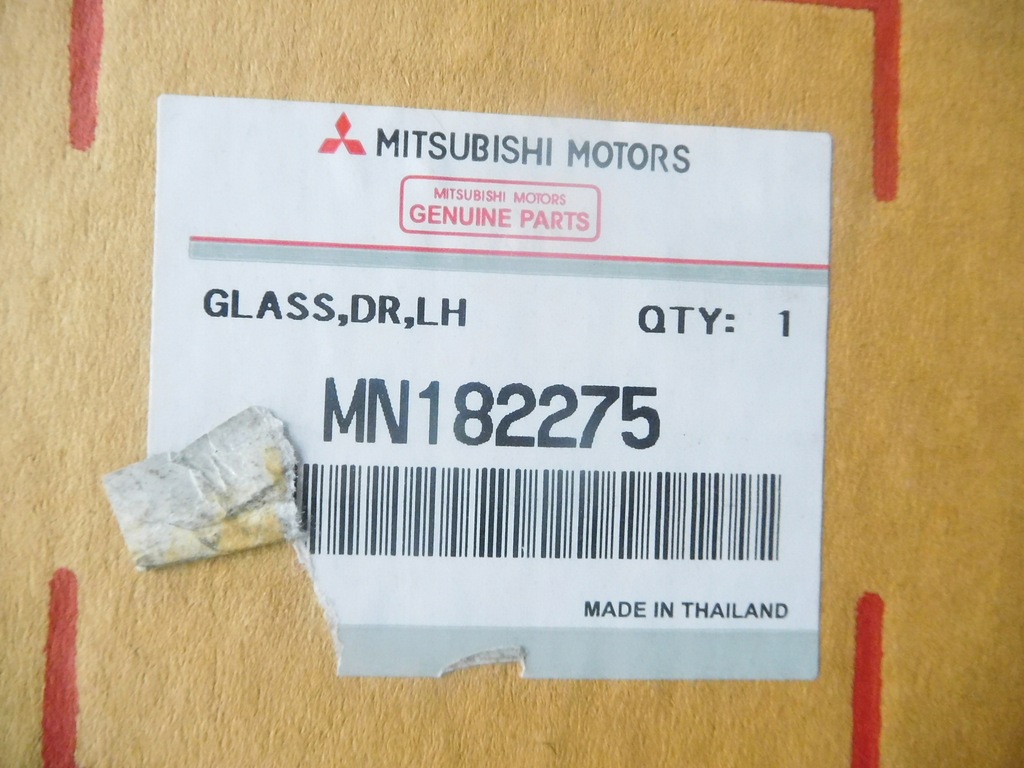 MITSUBISHI MOTORS
MITSUBISHI MOTORS
GENUINE PARTS
GLASS,DR,LH QTY: 1
MN182275
MADE IN THAILAND